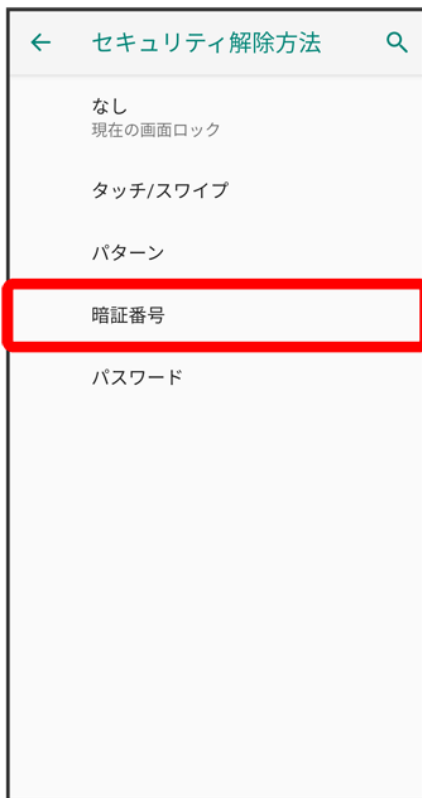 セキュリティ解除方法
なし
現在の画面ロック
タッチ/スワイプ
パターン
暗証番号
パスワード